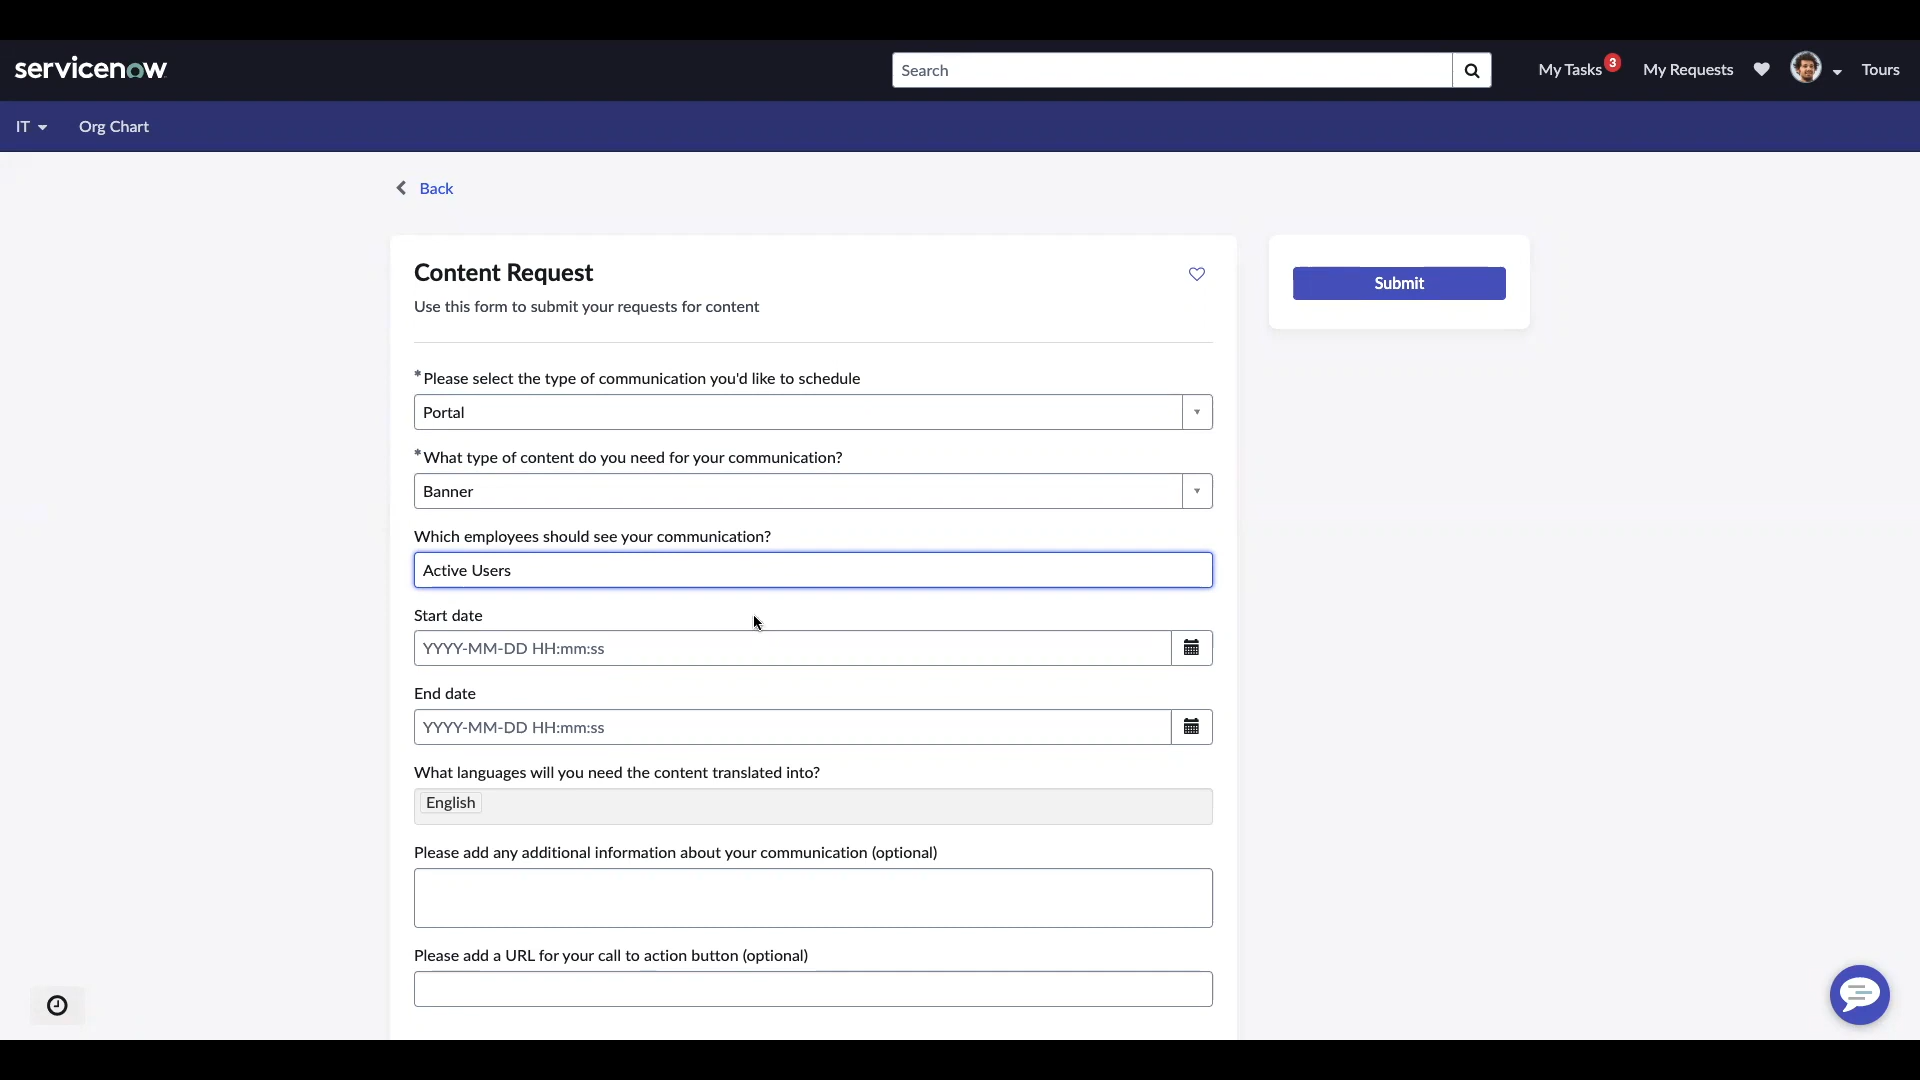 servicenow
Search
My Tasks 3
My Requests
Tours
IT
Org Chart
Back
Content Request
Use this form to submit your requests for content
Submit
* Please select the type of communication you'd like to schedule
Portal
* What type of content do you need for your communication?
Banner
Which employees should see your communication?
Active Users
Start date
YYYY-MM-DD HH:mm:ss
End date
YYYY-MM-DD HH:mm:ss
What languages will you need the content translated into?
English
Please add any additional information about your communication (optional)
Please add a URL for your call to action button (optional)